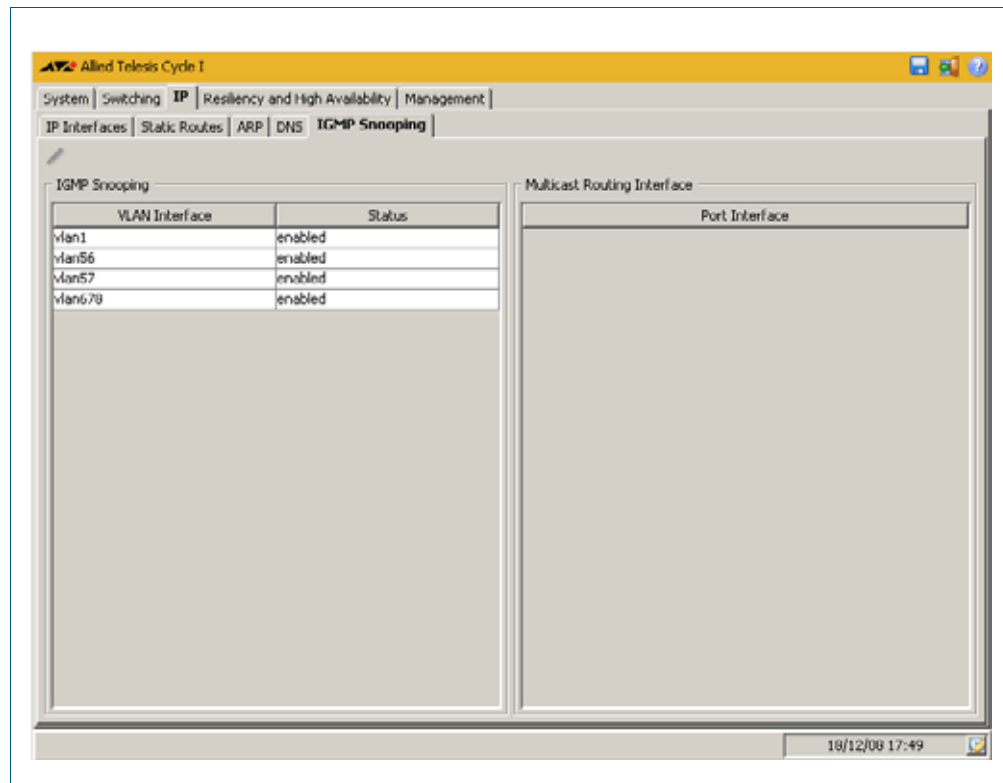 Allied Telesis Cycle I
System Switching IP Resiliency and High Availability Management
IP Interfaces Static Routes ARP DNS IGMP Snooping
IGMP Snooping Multicast Routing Interface
VLAN Interface Status Port Interface
vlan1 enabled
vlan56 enabled
vlan57 enabled
vlan678 enabled
18/12/08 17:49